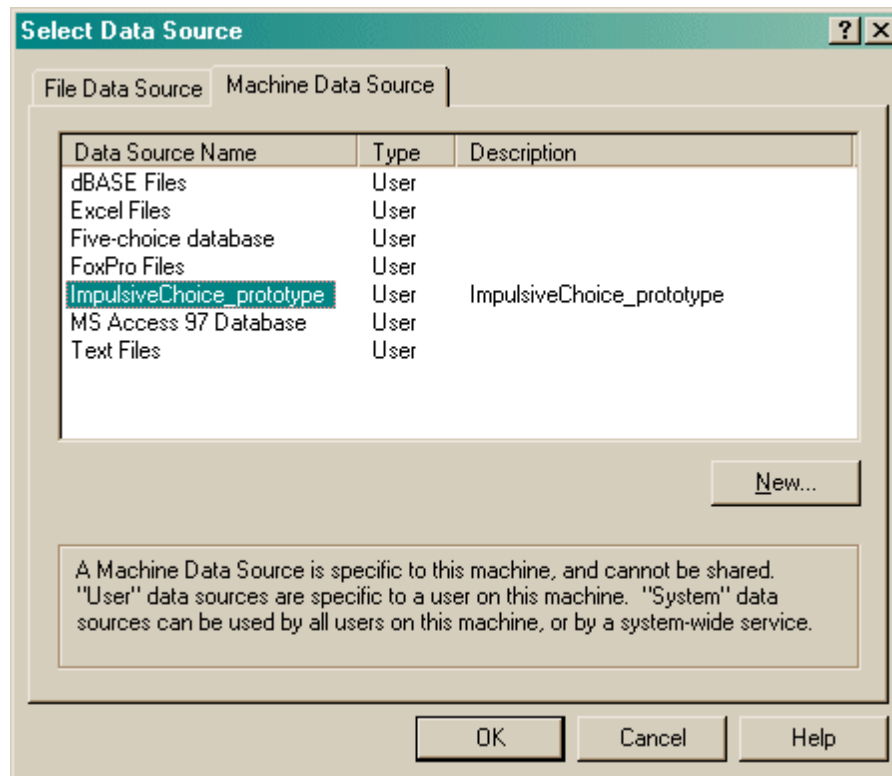 Select Data Source
File Data Source Machine Data Source
Data Source Name Type Description
dBASE Files User
Excel Files User
Five-choice database User
FoxPro Files User
ImpulsiveChoice_prototype User ImpulsiveChoice_prototype
MS Access 97 Database User
Text Files User
New...
A Machine Data Source is specific to this machine, and cannot be shared.
"User" data sources are specific to a user on this machine. "System" data
sources can be used by all users on this machine, or by a system-wide service.
OK Cancel Help